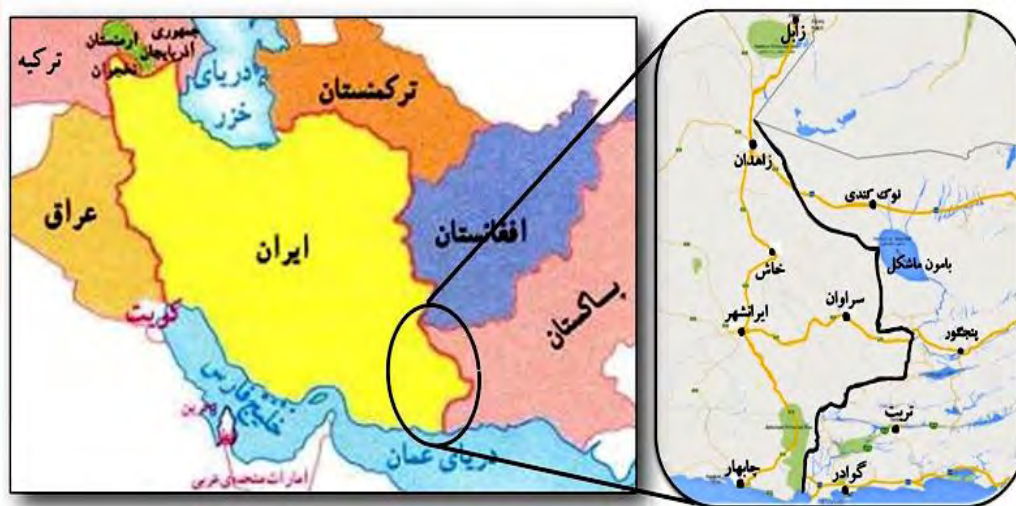 ترکیه
ارمنستان
جمهوری
آذربایجان
نخجوان
دریای
خزر
ترکمنستان
عراق
ایران
افغانستان
پاکستان
کویت
خلیج فارس
بحرین
قطر
امارات متحده‌ی عربی
دریای عمان
زابل
زاهدان
نوک کندی
خاش
بامون ماشکل
سراوان
ایرانشهر
پنجگور
تربت
چابهار
گوادر